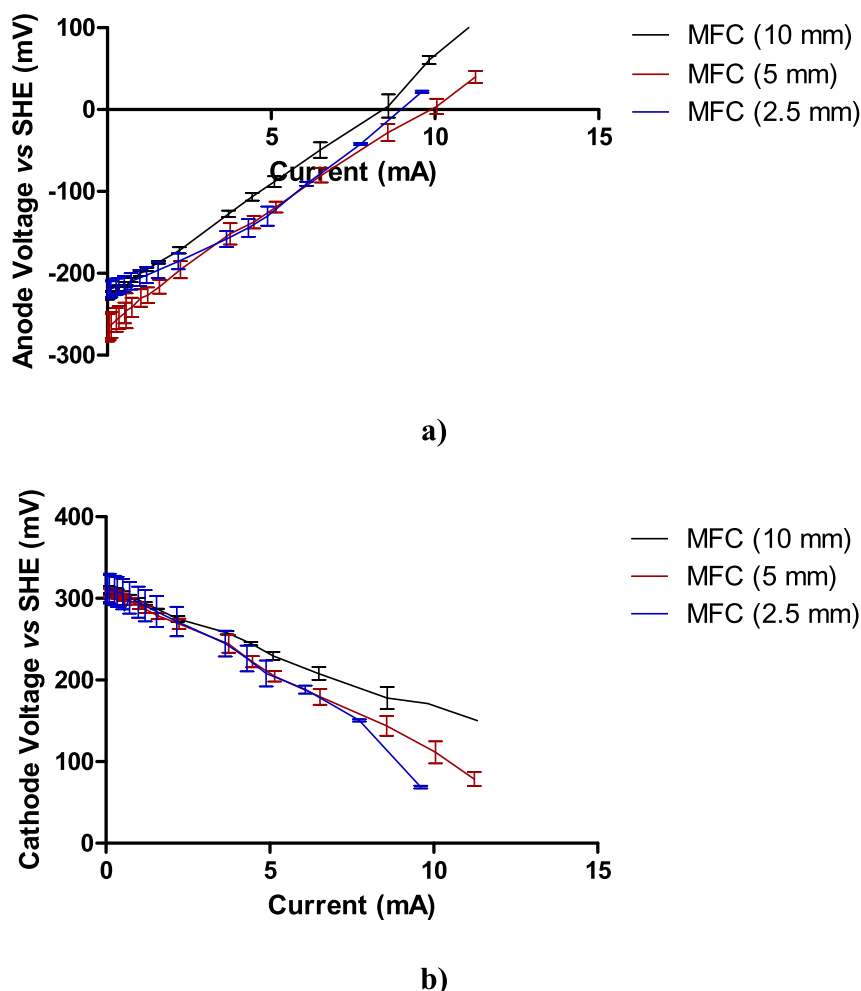 100
0
-100
-200
-300
5
10
15
Anode Voltage vs SHE (mV)
Current (mA)
MFC (10 mm)
MFC (5 mm)
MFC (2.5 mm)
a)
400
300
200
100
0
0
5
10
15
Cathode Voltage vs SHE (mV)
Current (mA)
MFC (10 mm)
MFC (5 mm)
MFC (2.5 mm)
b)